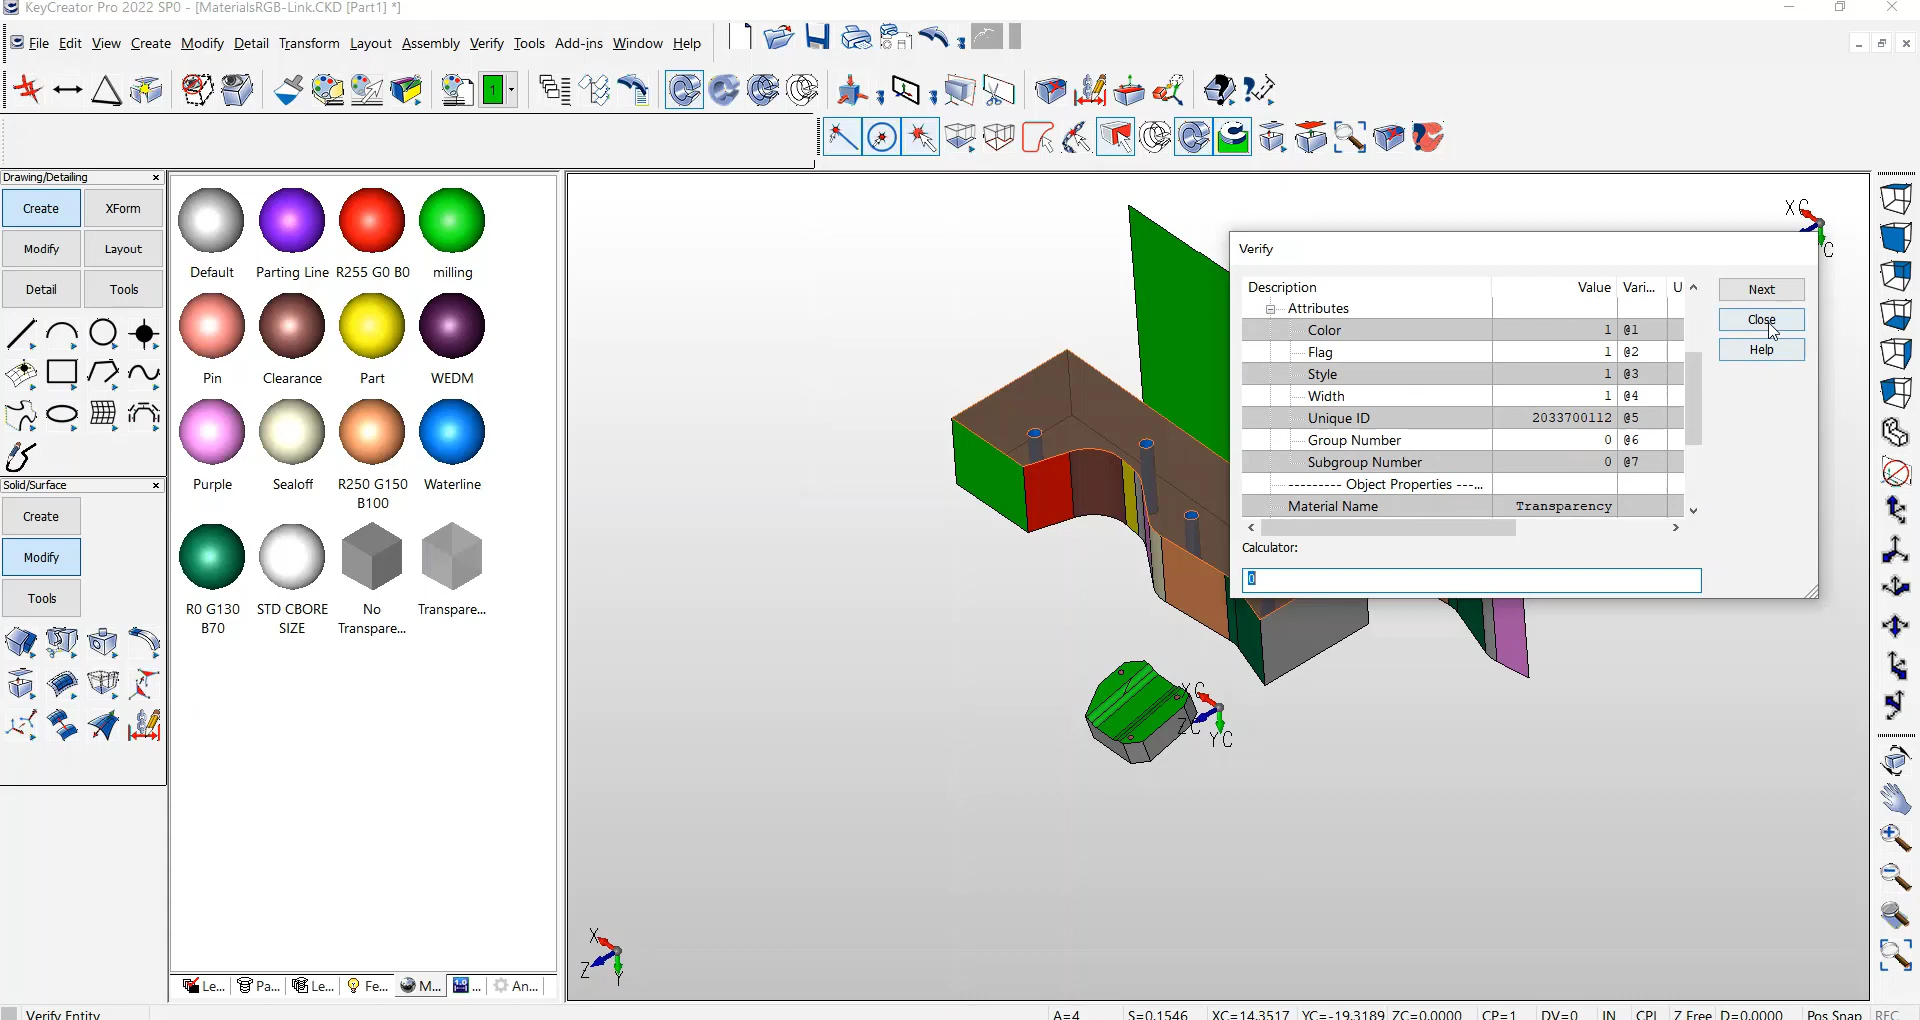 KeyCreator Pro 2022 SP0 - [MaterialsRGB-Link.CKD [Part1] *]
File Edit View Create Modify Detail Transform Layout Assembly Verify Tools Add-ins Window Help
1
Drawing/Detailing
Create XForm
Modify Layout
Detail Tools
Solid/Surface
Create
Modify
Tools
Default Parting Line R255 G0 B0 milling
Pin Clearance Part WEDM
Purple Sealoff R250 G150 B100 Waterline
R0 G130 B70 STD CBORE SIZE No Transpare... Transpare...
Le... Pa... Le... Fe... M... 1.0 ... An...
X C
C
Verify
Description Value Vari... U
Attributes
Color 1 @1
Flag 1 @2
Style 1 @3
Width 1 @4
Unique ID 2033700112 @5
Group Number 0 @6
Subgroup Number 0 @7
--------- Object Properties ---...
Material Name Transparency
Calculator:
0
Next
Close
Help
XC
ZC
YC
X
Z
Y
Verify Entity A=4 S=0.1546 XC=14.3517 YC=-19.3189 ZC=0.0000 CP=1 DV=0 IN CPL Z Free D=0.0000 Pos Snap REC